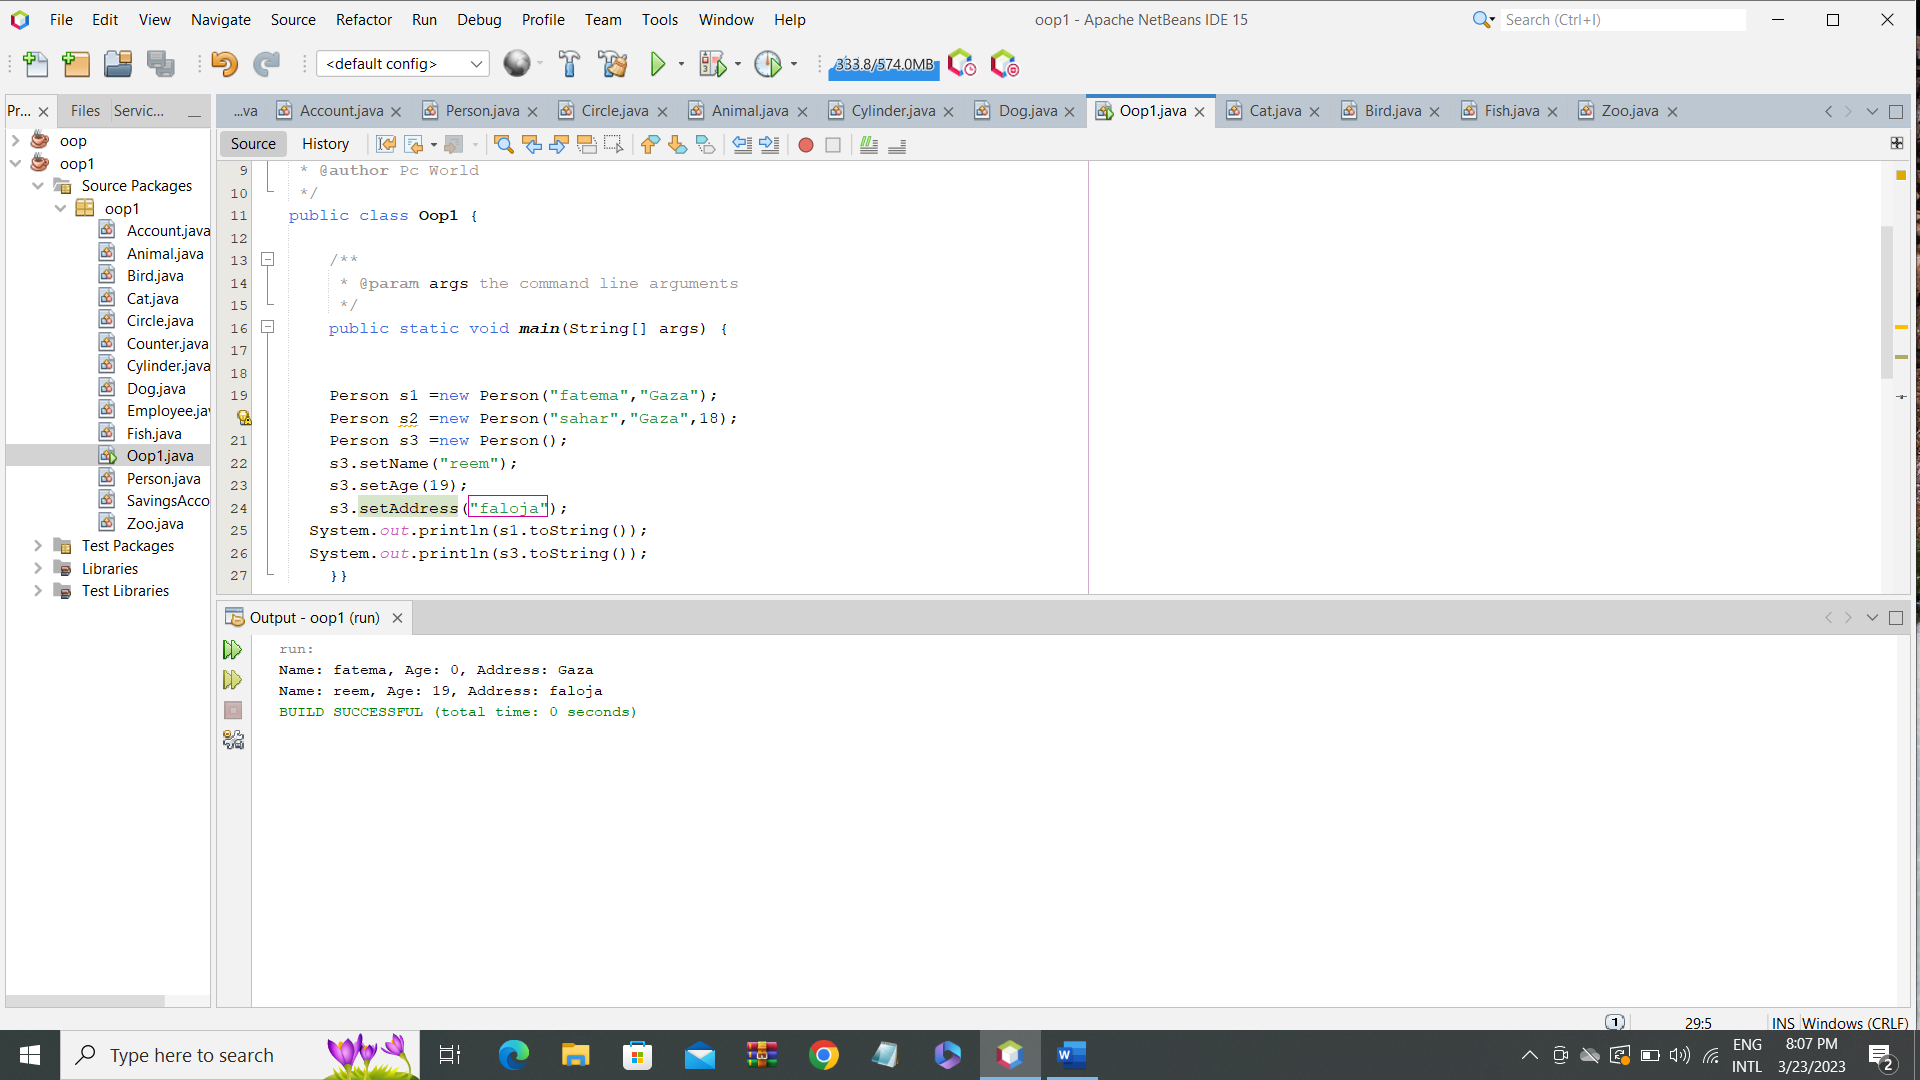 File Edit View Navigate Source Refactor Run Debug Profile Team Tools Window Help
oop1 - Apache NetBeans IDE 15
Search (Ctrl+I)
<default config>
333.8/574.0MB
Pr... Files Servic...
...va Account.java Person.java Circle.java Animal.java Cylinder.java Dog.java Oop1.java Cat.java Bird.java Fish.java Zoo.java
Source History
oop
oop1
Source Packages
oop1
Account.java
Animal.java
Bird.java
Cat.java
Circle.java
Counter.java
Cylinder.java
Dog.java
Employee.jav
Fish.java
Oop1.java
Person.java
SavingsAcco
Zoo.java
Test Packages
Libraries
Test Libraries
9 * @author Pc World
10 */
11 public class Oop1 {
12
13 /**
14 * @param args the command line arguments
15 */
16 public static void main(String[] args) {
17
18
19 Person s1 =new Person("fatema","Gaza");
Person s2 =new Person("sahar","Gaza",18);
21 Person s3 =new Person();
22 s3.setName("reem");
23 s3.setAge(19);
24 s3.setAddress("faloja");
25 System.out.println(s1.toString());
26 System.out.println(s3.toString());
27 }}
Output - oop1 (run)
run:
Name: fatema, Age: 0, Address: Gaza
Name: reem, Age: 19, Address: faloja
BUILD SUCCESSFUL (total time: 0 seconds)
1 29:5 INS Windows (CRLF)
Type here to search
ENG
INTL
8:07 PM
3/23/2023
2